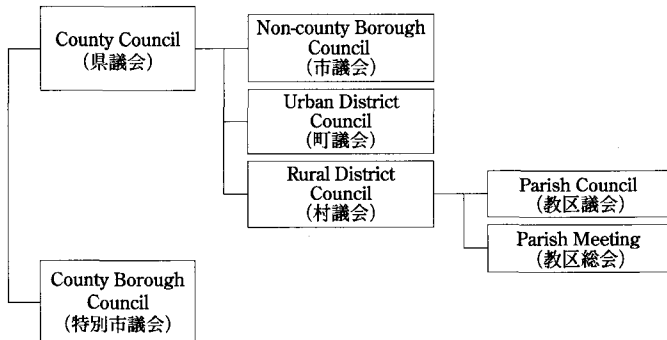 County Council
(県議会)
Non-county Borough
Council
(市議会)
Urban District
Council
(町議会)
Rural District
Council
(村議会)
Parish Council
(教区議会)
Parish Meeting
(教区総会)
County Borough
Council
(特別市議会)